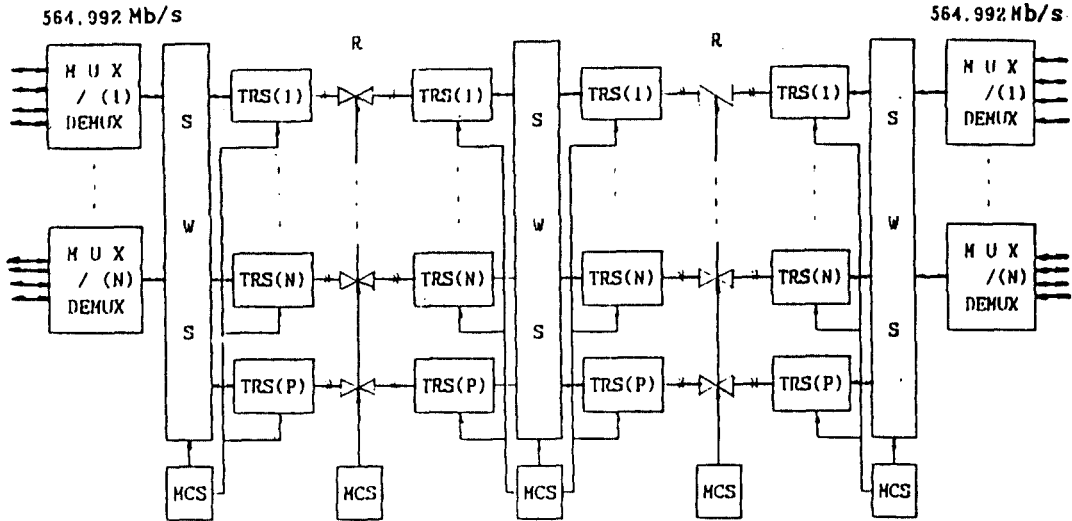 564.992 Mb/s
564.992 Mb/s
R
R
M U X
/ (1)
DEMUX
S
W
S
TRS(1)
TRS(1)
S
W
S
TRS(1)
TRS(1)
S
W
S
M U X
/(1)
DEMUX
M U X
/ (N)
DEMUX
TRS(N)
TRS(N)
TRS(N)
TRS(N)
M U X
/(N)
DEMUX
TRS(P)
TRS(P)
TRS(P)
TRS(P)
MCS
MCS
MCS
MCS
MCS